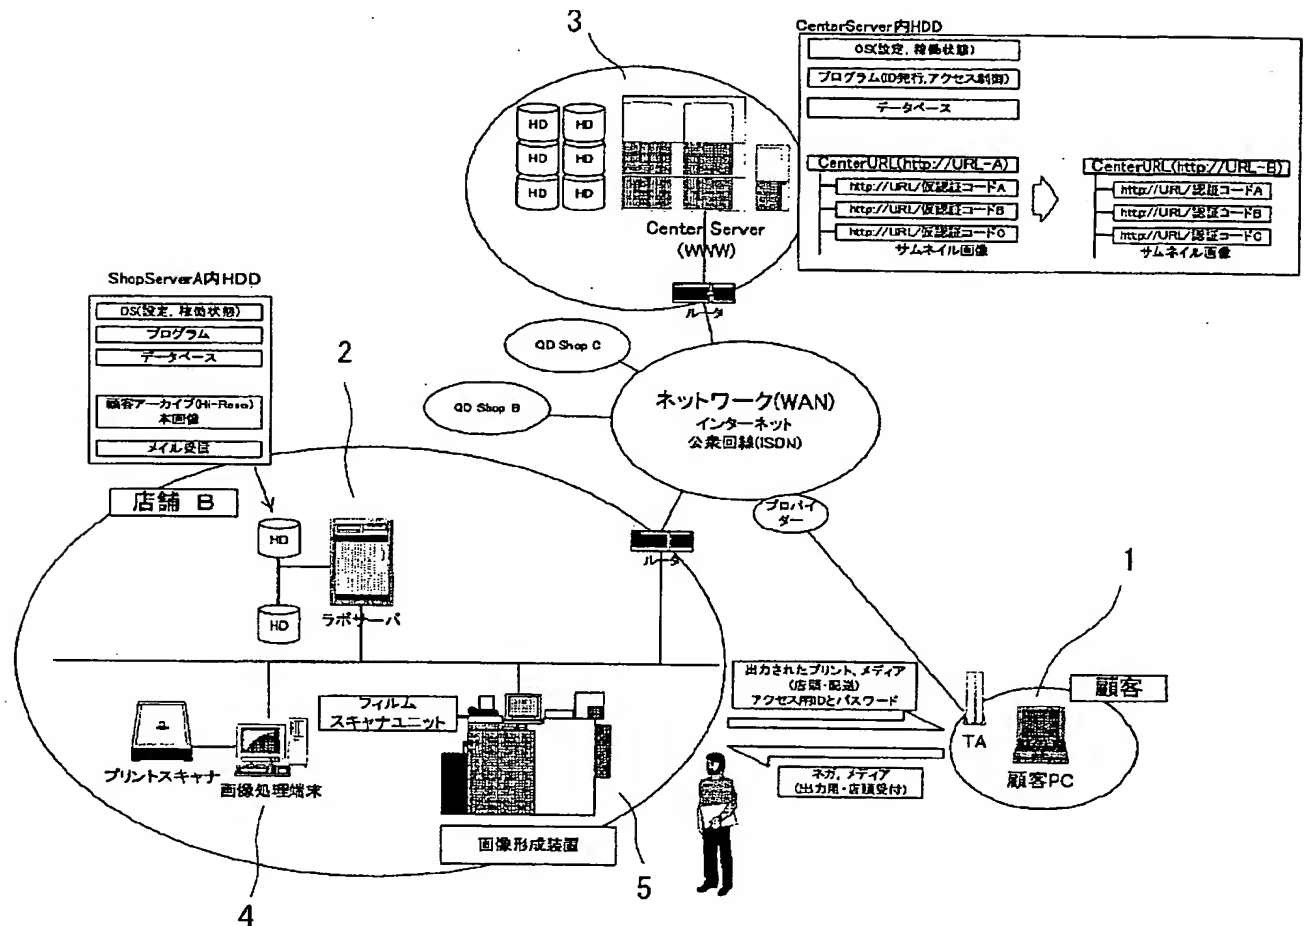 3
CenterServer内HDD
OS(設定, 稼働状態)
プログラム(ID発行,アクセス制御)
データベース
CenterURL(http://URL-A)
http://URL/仮認証コードA
http://URL/仮認証コードB
http://URL/仮認証コードC
サムネイル画像
CenterURL(http://URL-B)
http://URL/認証コードA
http://URL/認証コードB
http://URL/認証コードC
サムネイル画像
HD HD
HD HD
HD HD
Center Server
(WWW)
ルータ
ShopServerA内HDD
OS(設定, 稼働状態)
プログラム
データベース
顧客アーカイブ(Hi-Reso)
本画像
メイル受信
2
QD Shop C
QD Shop B
ネットワーク(WAN)
インターネット
公衆回線(ISDN)
プロバイ
ダー
店舗 B
HD
HD
ラボサーバ
ルータ
1
出力されたプリント、メディア
(店頭・配送)
アクセス用IDとパスワード
顧客
TA
顧客PC
ネガ, メディア
(出力用・店頭受付)
フィルム
スキャナユニット
プリントスキャナ
画像処理端末
画像形成装置
4
5